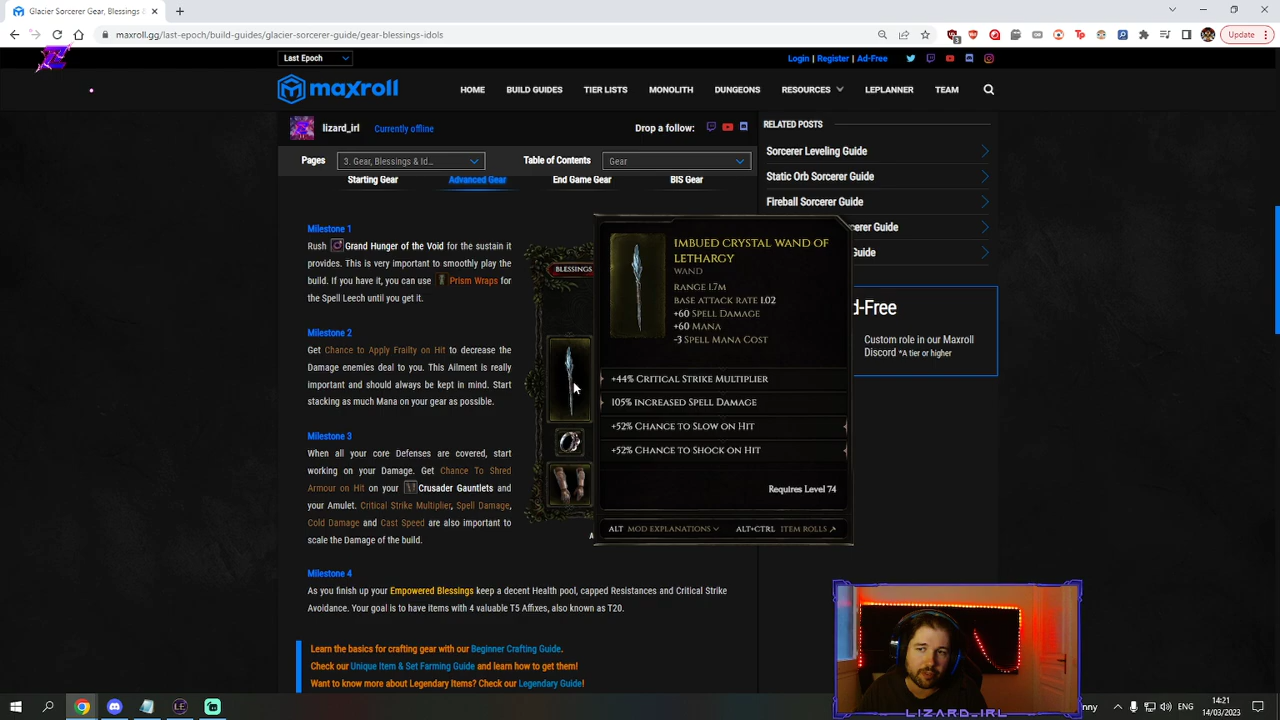 Glacier Sorcerer Gear, Blessings &
maxroll.gg/last-epoch/build-guides/glacier-sorcerer-guide/gear-blessings-idols
3
Update
Last Epoch
Login | Register | Ad-Free
maxroll
HOME
BUILD GUIDES
TIER LISTS
MONOLITH
DUNGEONS
RESOURCES
LEPLANNER
TEAM
lizard_irl
Currently offline
Drop a follow:
Pages
3. Gear, Blessings & Id...
Table of Contents
Gear
Starting Gear
Advanced Gear
End Game Gear
BIS Gear
Milestone 1
Rush Grand Hunger of the Void for the sustain it
provides. This is very important to smoothly play the
build. If you have it, you can use Prism Wraps for
the Spell Leech until you get it.
Milestone 2
Get Chance to Apply Frailty on Hit to decrease the
Damage enemies deal to you. This Ailment is really
important and should always be kept in mind. Start
stacking as much Mana on your gear as possible.
Milestone 3
When all your core Defenses are covered, start
working on your Damage. Get Chance To Shred
Armour on Hit on your Crusader Gauntlets and
your Amulet. Critical Strike Multiplier, Spell Damage,
Cold Damage and Cast Speed are also important to
scale the Damage of the build.
Milestone 4
As you finish up your Empowered Blessings keep a decent Health pool, capped Resistances and Critical Strike
Avoidance. Your goal is to have items with 4 valuable T5 Affixes, also known as T20.
Learn the basics for crafting gear with our Beginner Crafting Guide.
Check our Unique Item & Set Farming Guide and learn how to get them!
Want to know more about Legendary Items? Check our Legendary Guide!
BLESSINGS
A
IMBUED CRYSTAL WAND OF
LETHARGY
WAND
RANGE 1.7M
BASE ATTACK RATE 1.02
+60 SPELL DAMAGE
+60 MANA
-3 SPELL MANA COST
+44% CRITICAL STRIKE MULTIPLIER
105% INCREASED SPELL DAMAGE
+52% CHANCE TO SLOW ON HIT
+52% CHANCE TO SHOCK ON HIT
Requires Level 74
ALT MOD EXPLANATIONS
ALT+CTRL ITEM ROLLS
RELATED POSTS
Sorcerer Leveling Guide
Static Orb Sorcerer Guide
Fireball Sorcerer Guide
erer Guide
Guide
d-Free
Custom role in our Maxroll
Discord *A tier or higher
LIZARD_IRL
nny
ENG
14:21
14/03/2023